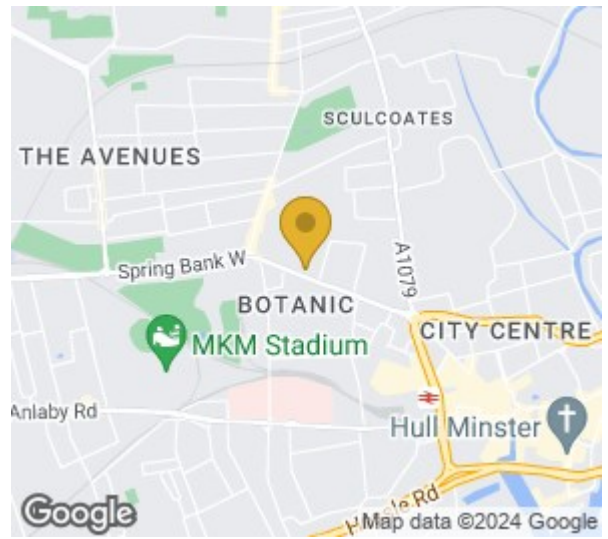 SCULCOATES
THE AVENUES
A1079
Spring Bank W
BOTANIC
CITY CENTRE
MKM Stadium
Anlaby Rd
Hull Minster
Google
Map data ©2024 Google